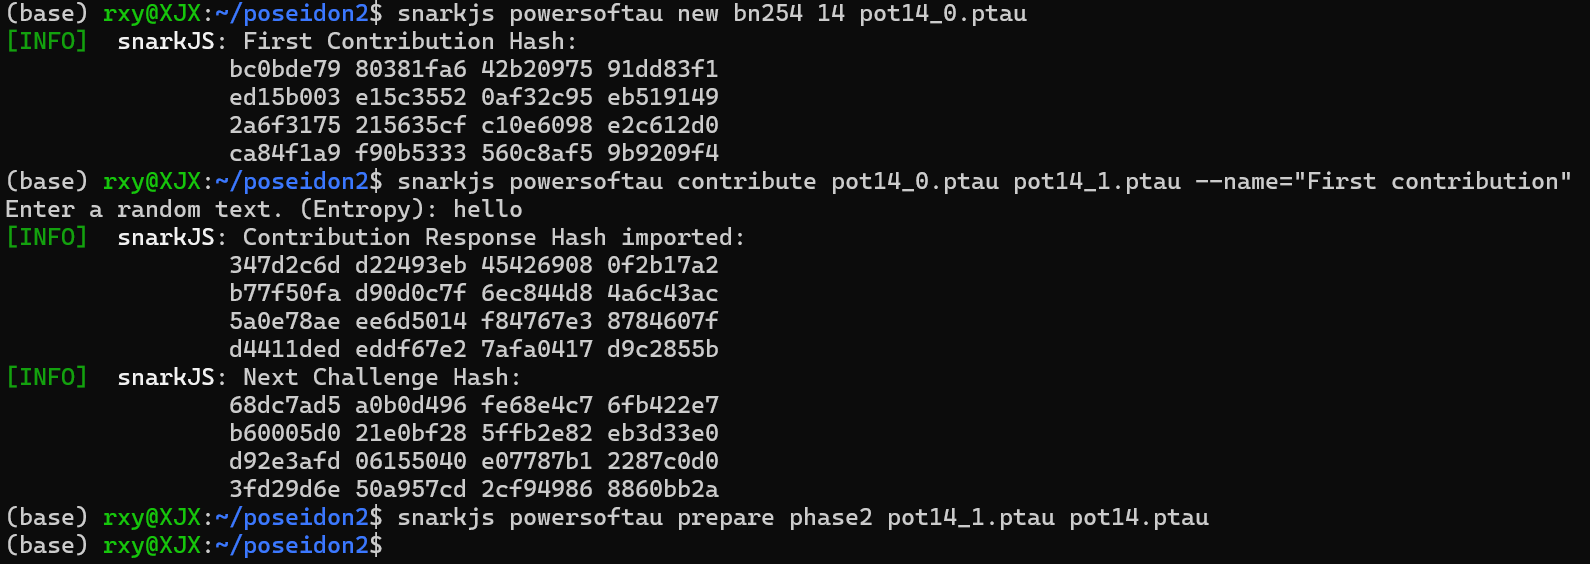 (base) rxy@XJX:~/poseidon2$ snarkjs powersoftau new bn254 14 pot14_0.ptau
[INFO]  snarkJS: First Contribution Hash:
bc0bde79 80381fa6 42b20975 91dd83f1
ed15b003 e15c3552 0af32c95 eb519149
2a6f3175 215635cf c10e6098 e2c612d0
ca84f1a9 f90b5333 560c8af5 9b9209f4
(base) rxy@XJX:~/poseidon2$ snarkjs powersoftau contribute pot14_0.ptau pot14_1.ptau --name="First contribution"
Enter a random text. (Entropy): hello
[INFO]  snarkJS: Contribution Response Hash imported:
347d2c6d d22493eb 45426908 0f2b17a2
b77f50fa d90d0c7f 6ec844d8 4a6c43ac
5a0e78ae ee6d5014 f84767e3 8784607f
d4411ded eddf67e2 7afa0417 d9c2855b
[INFO]  snarkJS: Next Challenge Hash:
68dc7ad5 a0b0d496 fe68e4c7 6fb422e7
b60005d0 21e0bf28 5ffb2e82 eb3d33e0
d92e3afd 06155040 e07787b1 2287c0d0
3fd29d6e 50a957cd 2cf94986 8860bb2a
(base) rxy@XJX:~/poseidon2$ snarkjs powersoftau prepare phase2 pot14_1.ptau pot14.ptau
(base) rxy@XJX:~/poseidon2$